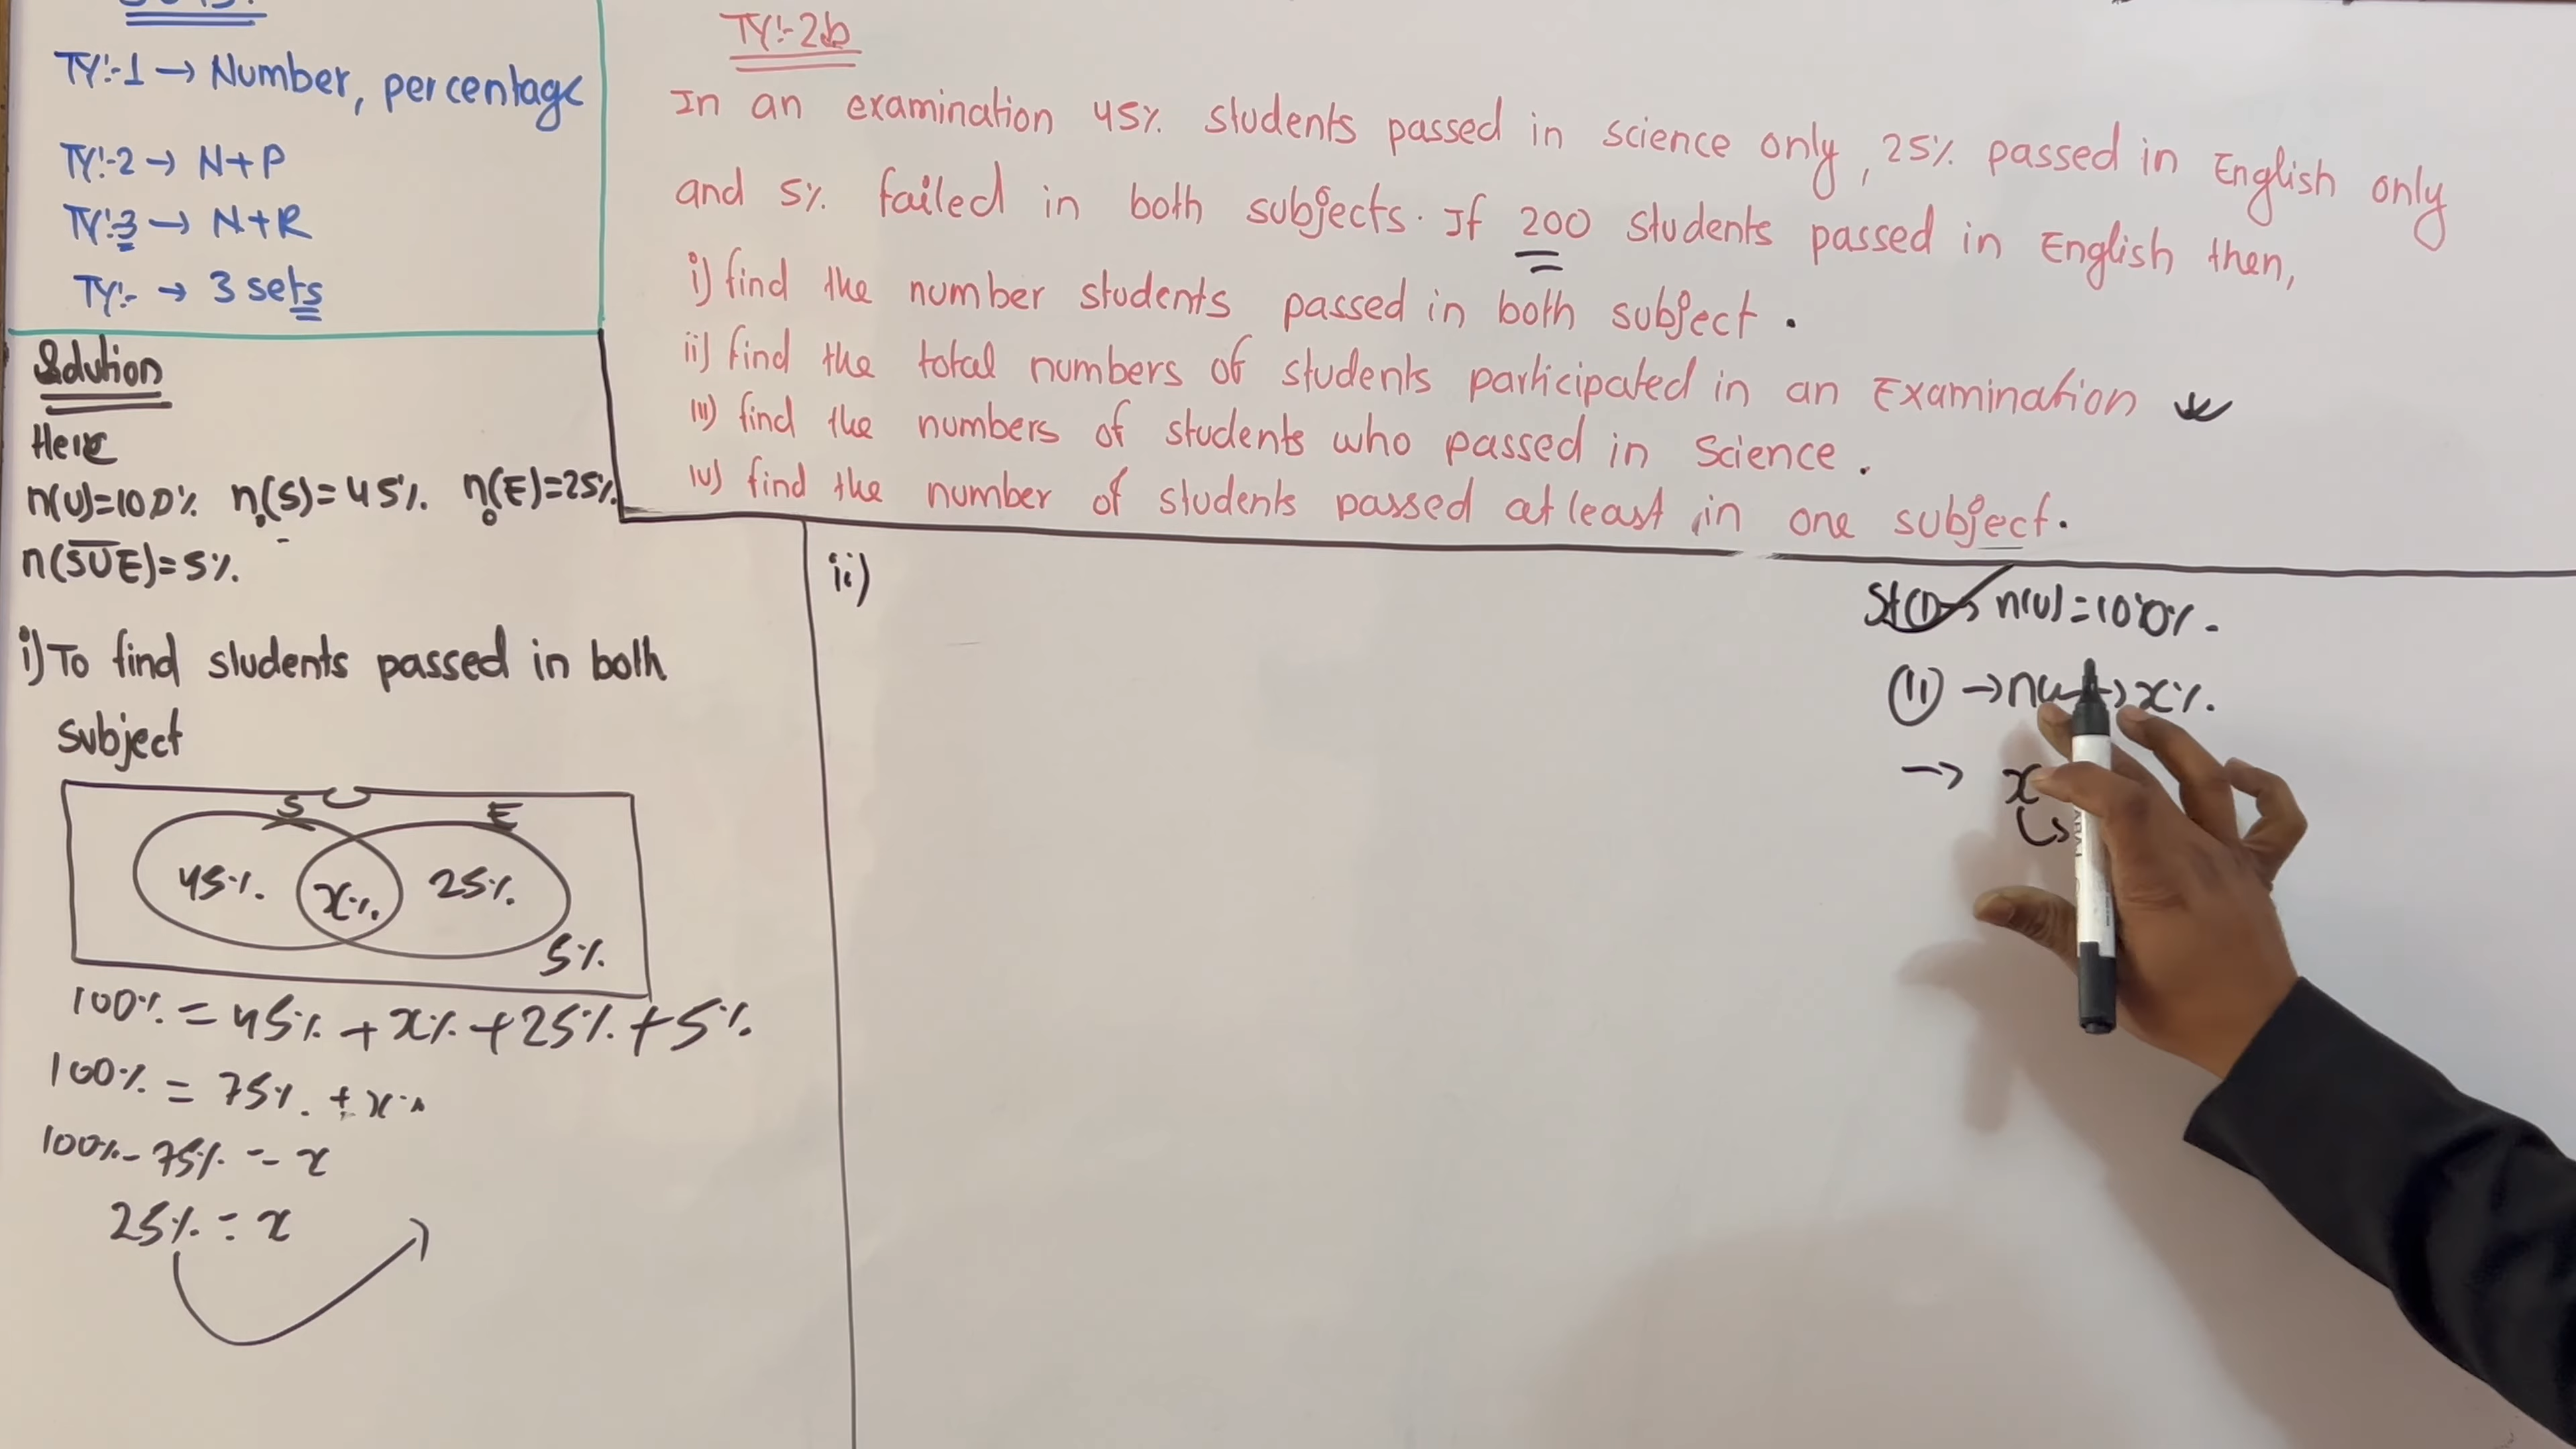 TY:-1 → Number, percentage
TY:-2 → N+P
TY:3 → N+R
TY:- → 3 sets
TY:-2b
In an examination 45% students passed in science only, 25% passed in English only
and 5% failed in both subjects. If 200 students passed in English then,
i) find the number students passed in both subject.
ii) find the total numbers of students participated in an Examination
iii) find the numbers of students who passed in Science.
iv) find the number of students passed at least in one subject.
Solution
Here
n(U)=100% n₀(S)=45% n₀(E)=25%
n(S̅U̅E̅)=5%
i) To find students passed in both
subject
U
S E
45% x% 25%
5%
100% = 45% + x% + 25% + 5%
100% = 75% + x%
100% - 75% = x
25% = x
ii)
n(U)=100%
(ii) → x%
→ x